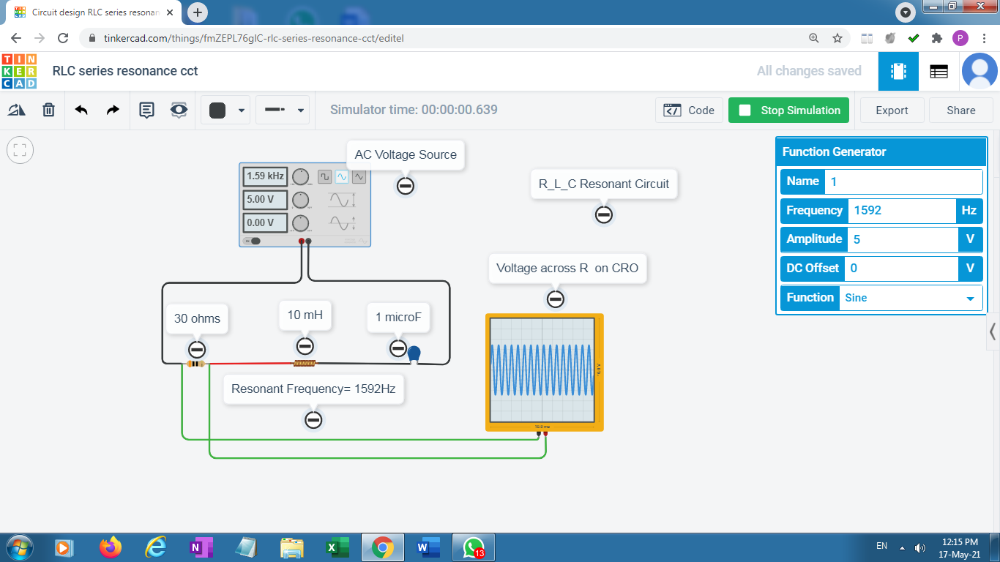 Circuit design RLC series resonan
tinkercad.com/things/fmZEPL76glC-rlc-series-resonance-cct/editel
P
TIN
KER
CAD
RLC series resonance cct
All changes saved
Simulator time: 00:00:00.639
Code
Stop Simulation
Export
Share
AC Voltage Source
1.59 kHz
5.00 V
0.00 V
R_L_C Resonant Circuit
Function Generator
Name 1
Frequency 1592 Hz
Amplitude 5 V
DC Offset 0 V
Function Sine
Voltage across R on CRO
30 ohms
10 mH
1 microF
Resonant Frequency= 1592Hz
10.0 ms
EN
13
12:15 PM
17-May-21